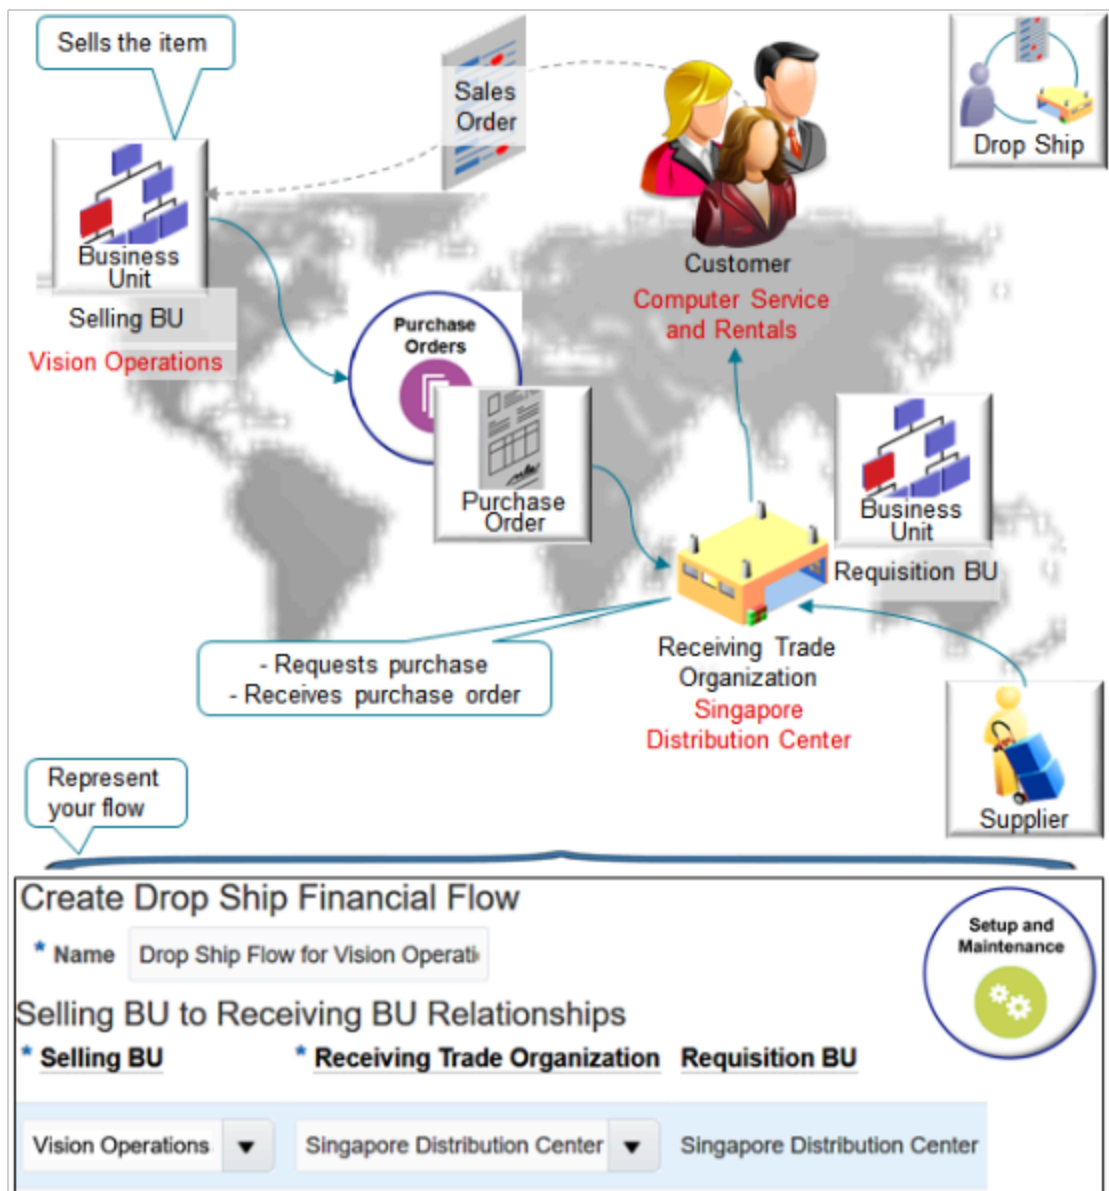 Sells the item
Sales
Order
Drop Ship
Business
Unit
Selling BU
Vision Operations
Customer
Computer Service
and Rentals
Purchase
Orders
Purchase
Order
Business
Unit
Requisition BU
- Requests purchase
- Receives purchase order
Receiving Trade
Organization
Singapore
Distribution Center
Supplier
Represent
your flow
Create Drop Ship Financial Flow
* Name Drop Ship Flow for Vision Operati
Setup and
Maintenance
Selling BU to Receiving BU Relationships
* Selling BU * Receiving Trade Organization Requisition BU
Vision Operations Singapore Distribution Center Singapore Distribution Center